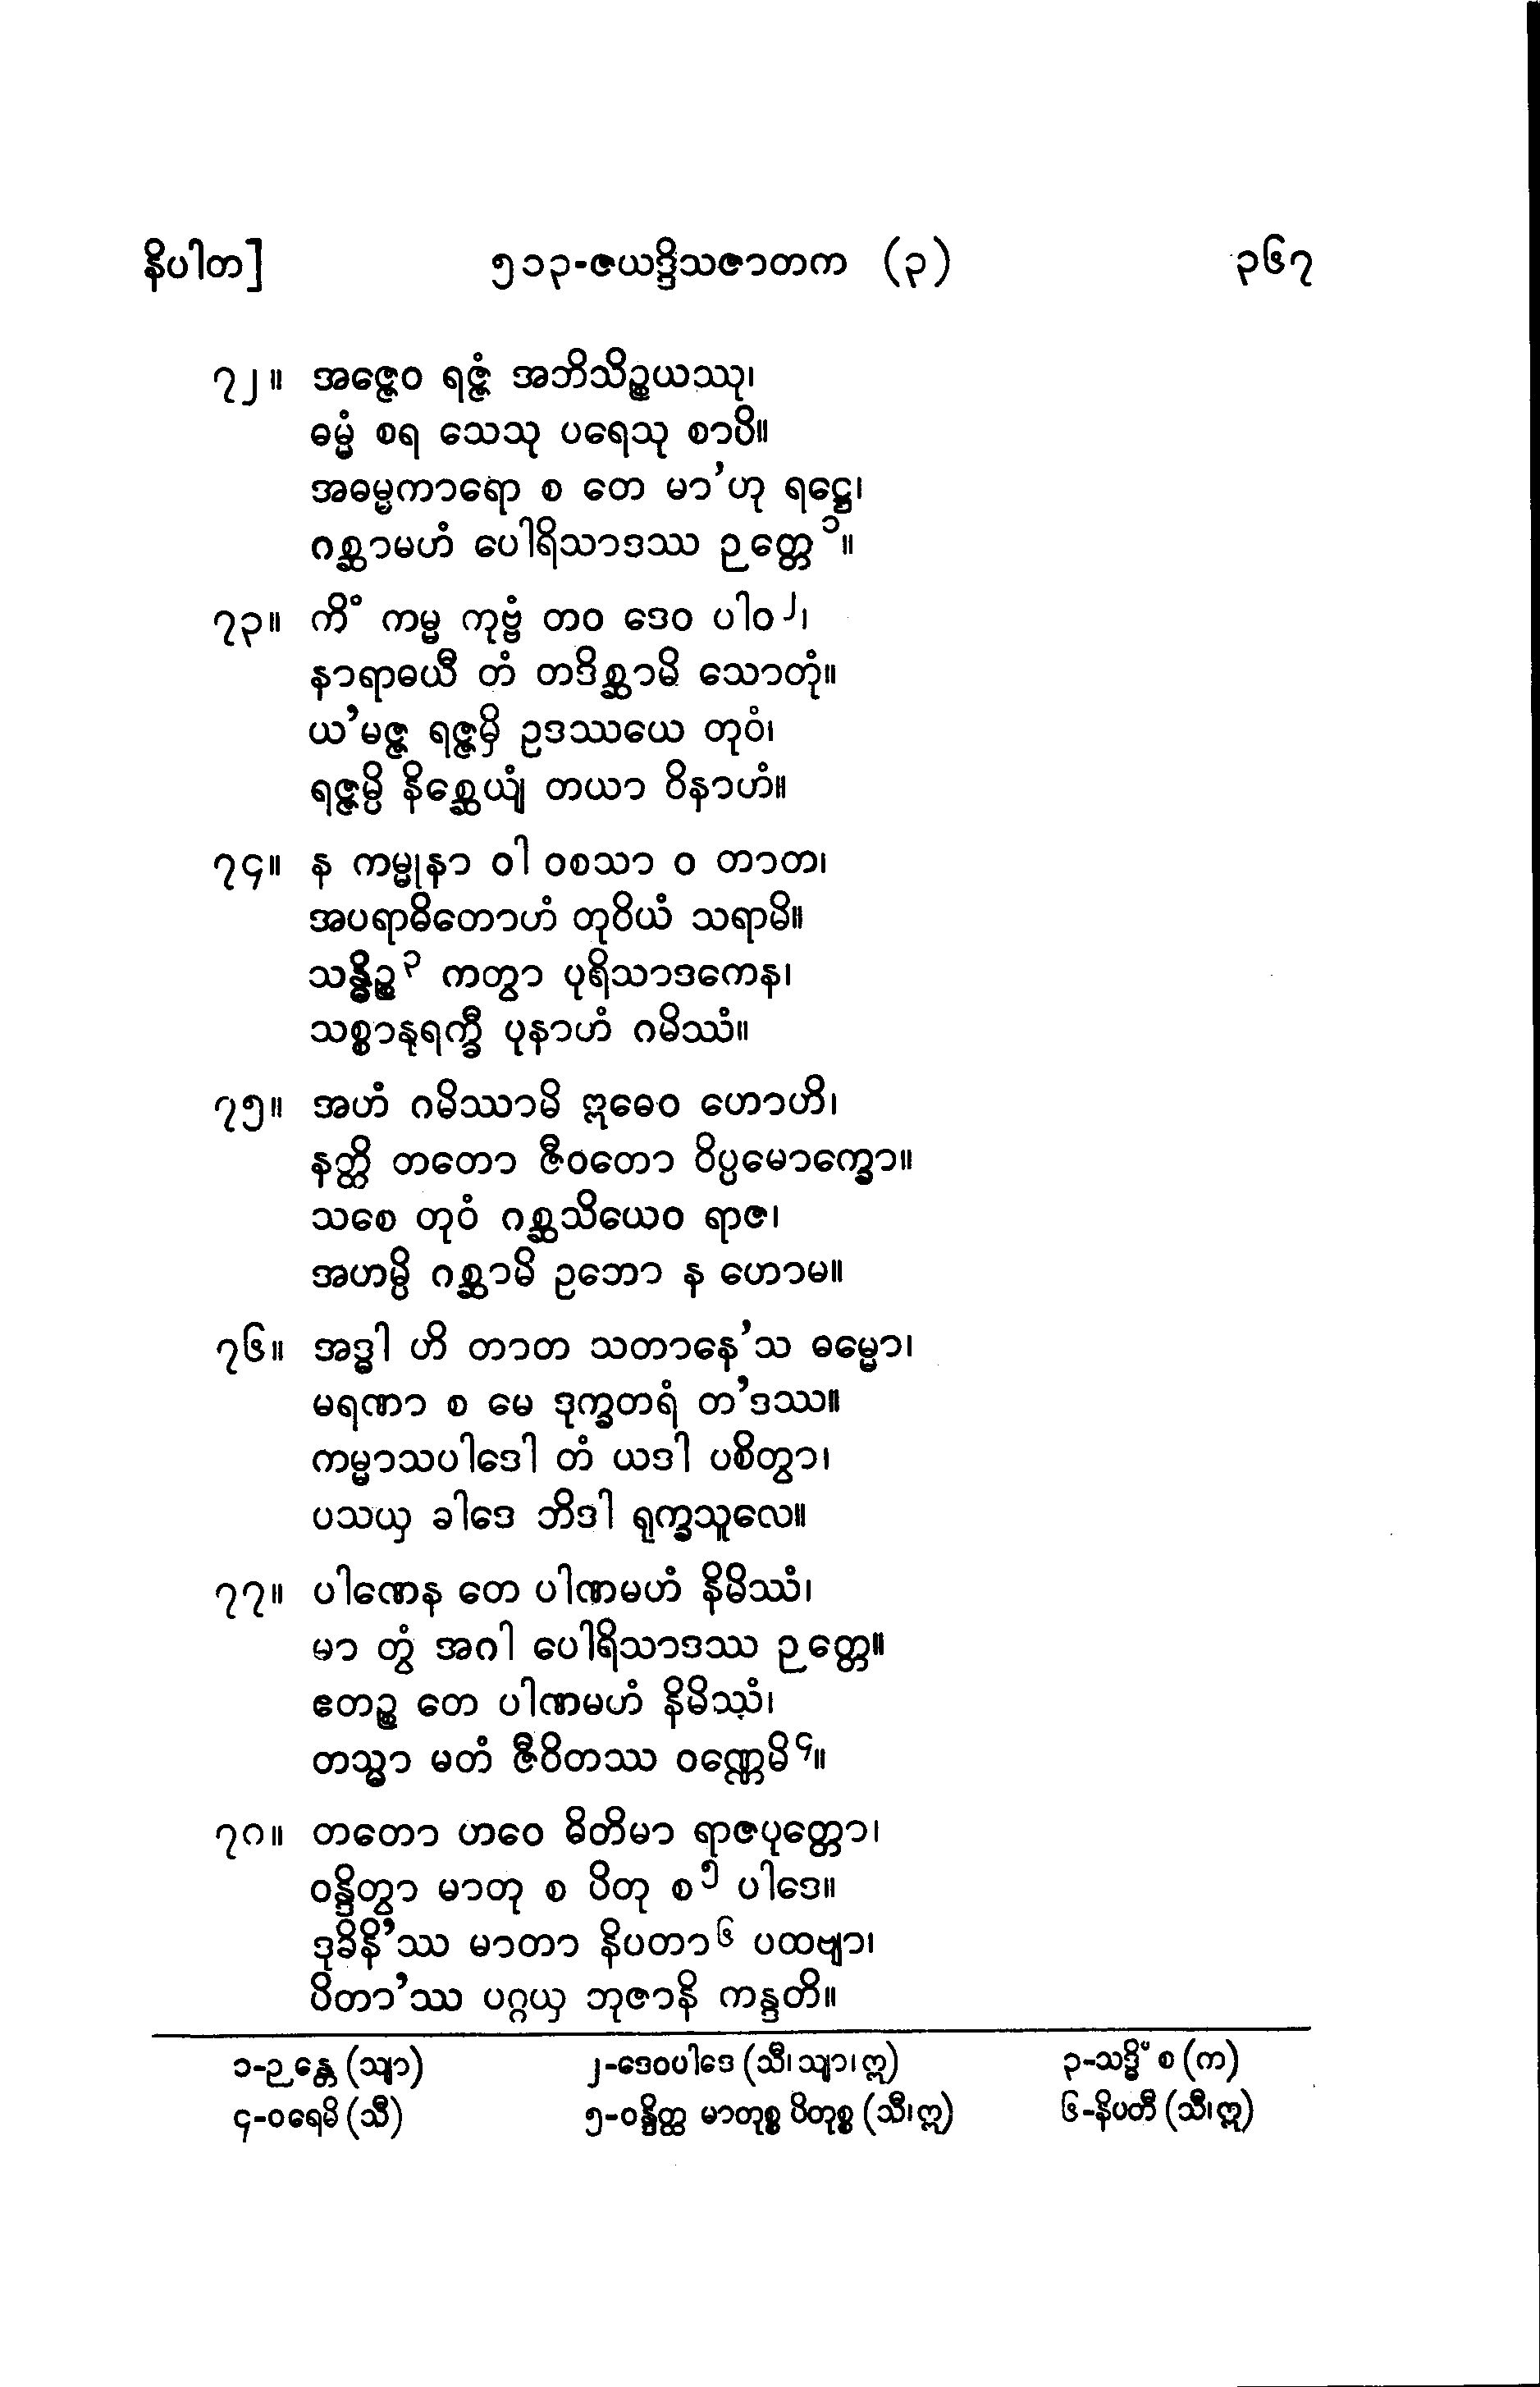 နိပါတ] ၅၁၃-ဇယဒ္ဒိသဇာတက (၃) ၃၆၇
၇၂။ အဇ္ဇေဝ ရဇ္ဇံ အဘိသိဉ္စယဿု၊
ဓမ္မံ စရ သေသု ပရေသု စာပိ။
အဓမ္မကာရော စ တေ မာ’ဟု ရဋ္ဌေ၊
ဂစ္ဆာမဟံ ပေါရိသာဒဿ ဉတ္တေ ၁။
၇၃။ ကိံ ကမ္မ ကုဗ္ဗံ တဝ ဒေဝ ပါဝ ၂၊
နာရာဓယီ တံ တဒိစ္ဆာမိ သောတုံ။
ယ’မဇ္ဇ ရဇ္ဇမှိ ဥဒဿယေ တုဝံ၊
ရဇ္ဇမ္ပိ နိစ္ဆေယျံ တယာ ဝိနာဟံ။
၇၄။ န ကမ္မုနာ ဝါ ဝစသာ ဝ တာတ၊
အပရာဓိတောဟံ တုဝိယံ သရာမိ။
သန္ဓိဉ္စ ၃ ကတွာ ပုရိသာဒကေန၊
သစ္စာနုရက္ခီ ပုနာဟံ ဂမိဿံ။
၇၅။ အဟံ ဂမိဿာမိ ဣဓေဝ ဟောဟိ၊
နတ္ထိ တတော ဇီဝတော ဝိပ္ပမောက္ခော။
သစေ တုဝံ ဂစ္ဆသိယေဝ ရာဇ၊
အဟမ္ပိ ဂစ္ဆာမိ ဥဘော န ဟောမ။
၇၆။ အဒ္ဓါ ဟိ တာတ သတာနေ’သ ဓမ္မော၊
မရဏာ စ မေ ဒုက္ခတရံ တ’ဒဿ။
ကမ္မာသပါဒေါ တံ ယဒါ ပစိတွာ၊
ပသယှ ခါဒေ ဘိဒါ ရုက္ခသူလေ။
၇၇။ ပါဏေန တေ ပါဏမဟံ နိမိဿံ၊
မာ တွံ အဂါ ပေါရိသာဒဿ ဉတ္တေ။
ဧတဉ္စ တေ ပါဏမဟံ နိမိဿံ၊
တသ္မာ မတံ ဇီဝိတဿ ဝဏ္ဏေမိ ၄။
၇၈။ တတော ဟဝေ ဓိတိမာ ရာဇပုတ္တော၊
ဝန္ဒိတွာ မာတု စ ပိတု စ ၅ ပါဒေ။
ဒုခိနိ’ဿ မာတာ နိပတာ ၆ ပထဗျာ၊
ပိတာ’ဿ ပဂ္ဂယှ ဘုဇာနိ ကန္ဒတိ။
၁-ဉန္တေ (သျာ) ၂-ဒေဝပါဒေ (သီ၊ သျာ၊ ဣ) ၃-သဒ္ဓိံ စ (က)
၄-ဝရေမိ (သီ) ၅-ဝန္ဒိတ္ထ မာတုစ္စ ပိတုစ္စ (သီ၊ ဣ) ၆-နိပတီ (သီ၊ ဣ)